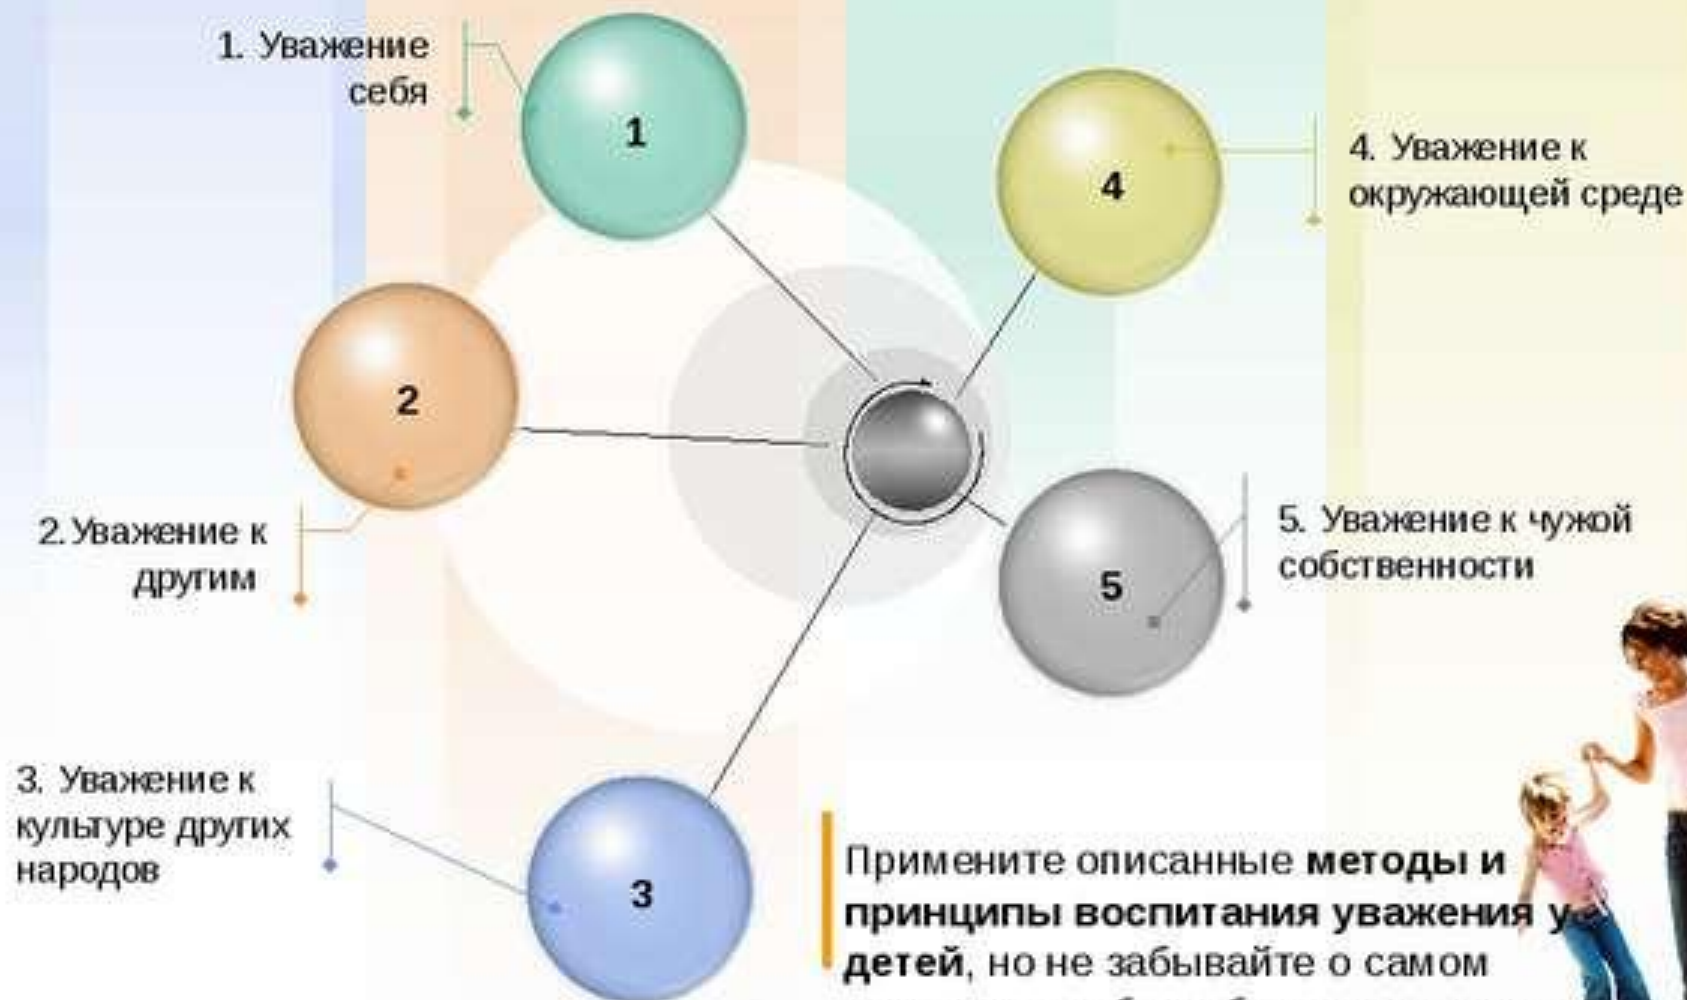 1. Уважение
себя
1
4
4. Уважение к
окружающей среде
2
2.Уважение к
другим
5
5. Уважение к чужой
собственности
3. Уважение к
культуре других
народов
3
Примените описанные методы и
принципы воспитания уважения у
детей, но не забывайте о самом